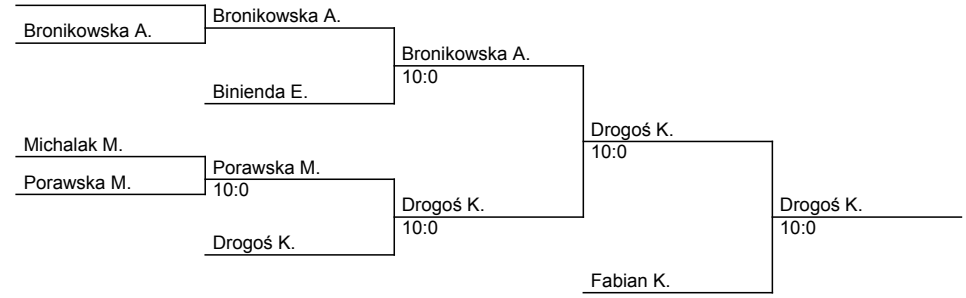 Bronikowska A.
Bronikowska A.
Bronikowska A.
10:0
Binienda E.
Drogoś K.
10:0
Michalak M.
Porawska M.
10:0
Porawska M.
Drogoś K.
10:0
Drogoś K.
10:0
Drogoś K.
Fabian K.